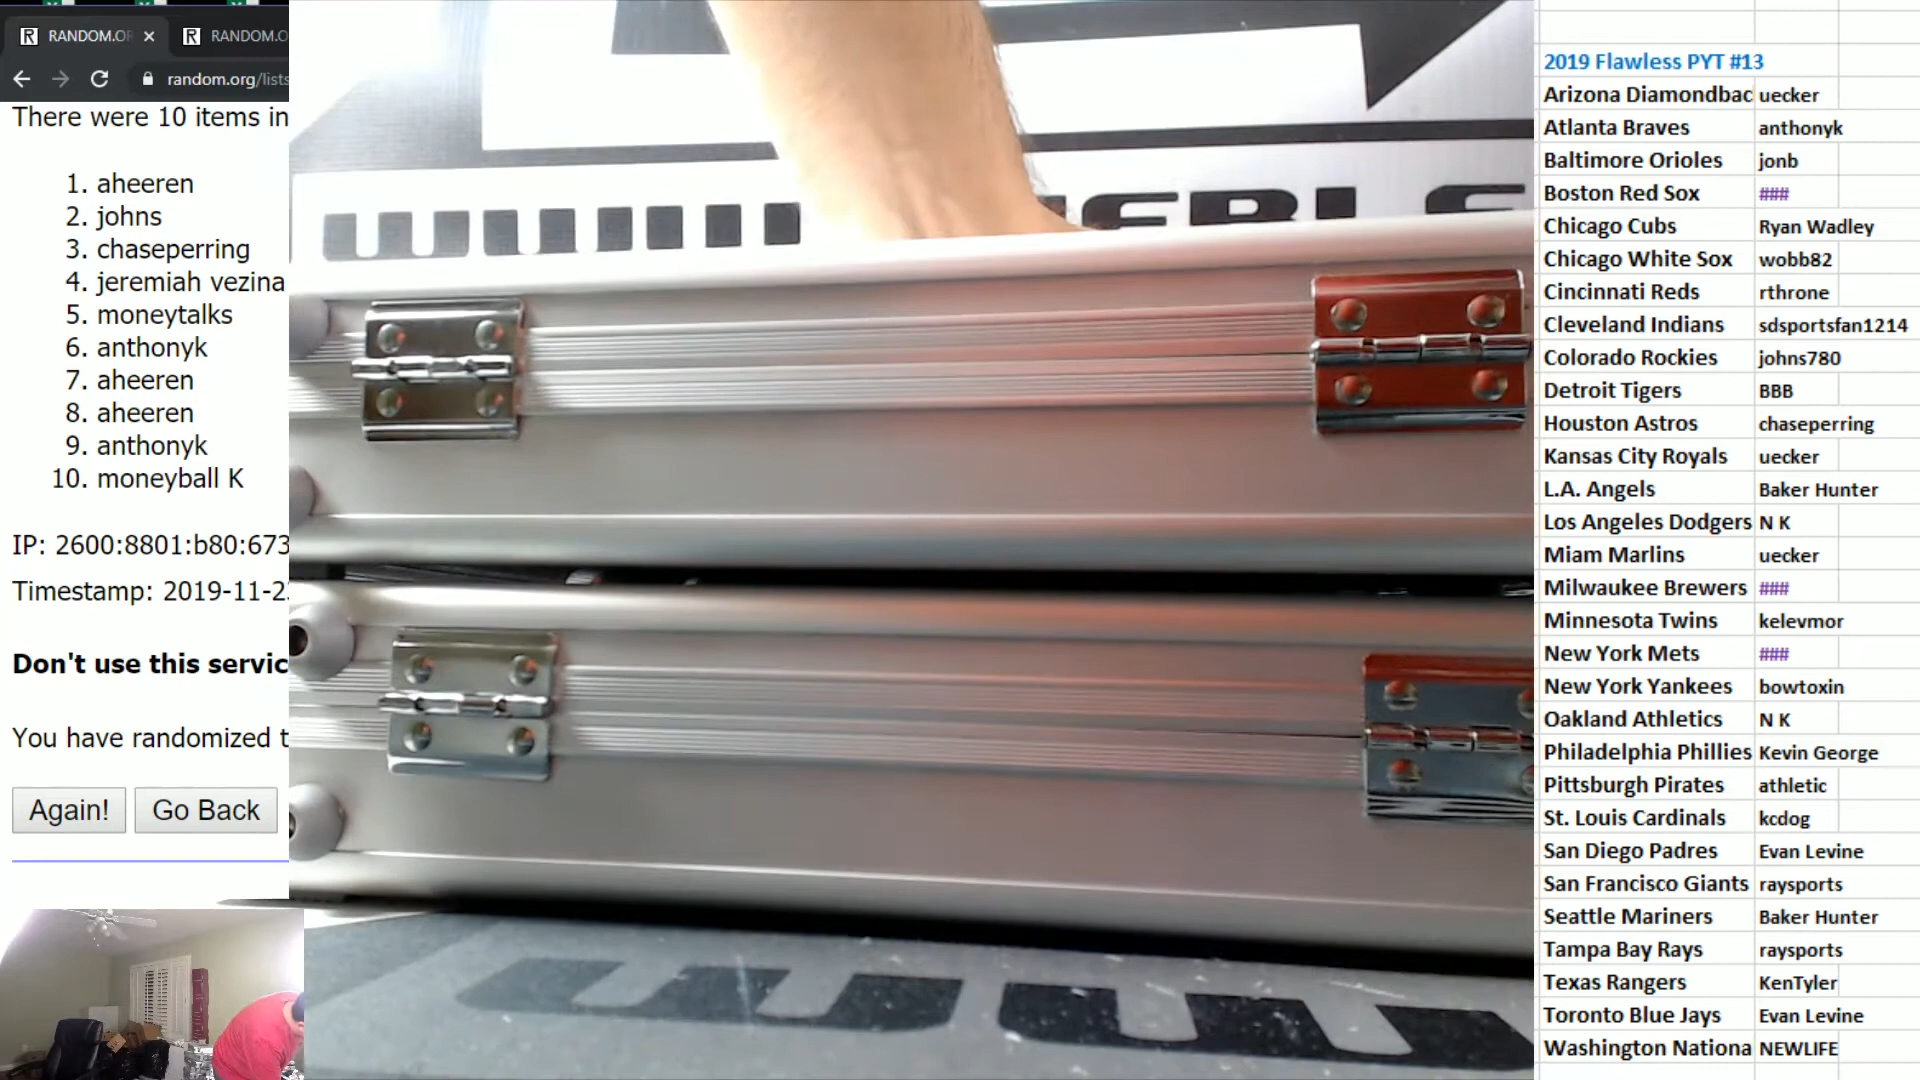 RANDOM.OR
RANDOM.O
random.org/lists
There were 10 items in
1. aheeren
2. johns
3. chaseperring
4. jeremiah vezina
5. moneytalks
6. anthonyk
7. aheeren
8. aheeren
9. anthonyk
10. moneyball K
IP: 2600:8801:b80:673
Timestamp: 2019-11-2
Don't use this servic
You have randomized t
Again! Go Back
2019 Flawless PYT #13
Arizona Diamondbac uecker
Atlanta Braves anthonyk
Baltimore Orioles jonb
Boston Red Sox ###
Chicago Cubs Ryan Wadley
Chicago White Sox wobb82
Cincinnati Reds rthrone
Cleveland Indians sdsportsfan1214
Colorado Rockies johns780
Detroit Tigers BBB
Houston Astros chaseperring
Kansas City Royals uecker
L.A. Angels Baker Hunter
Los Angeles Dodgers N K
Miam Marlins uecker
Milwaukee Brewers ###
Minnesota Twins kelevmor
New York Mets ###
New York Yankees bowtoxin
Oakland Athletics N K
Philadelphia Phillies Kevin George
Pittsburgh Pirates athletic
St. Louis Cardinals kcdog
San Diego Padres Evan Levine
San Francisco Giants raysports
Seattle Mariners Baker Hunter
Tampa Bay Rays raysports
Texas Rangers KenTyler
Toronto Blue Jays Evan Levine
Washington Nationa NEWLIFE